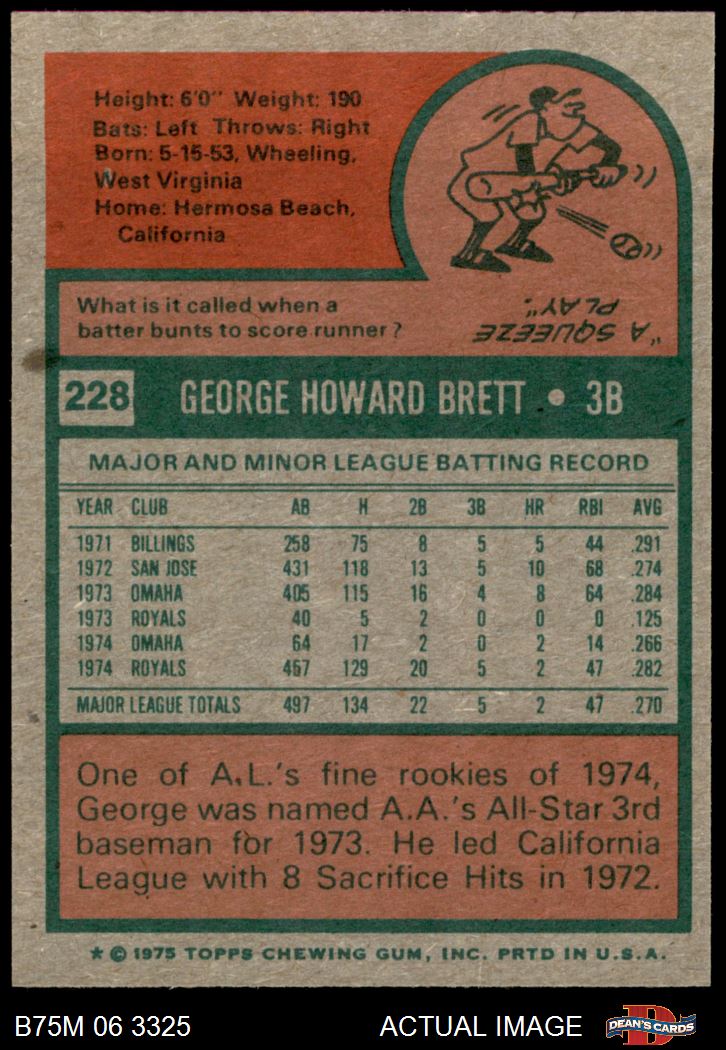 Height: 6'0" Weight: 190
Bats: Left Throws: Right
Born: 5-15-53, Wheeling,
West Virginia
Home: Hermosa Beach,
California
What is it called when a
batter bunts to score runner?
"A SQUEEZE
PLAY".
228 GEORGE HOWARD BRETT • 3B
MAJOR AND MINOR LEAGUE BATTING RECORD
YEAR CLUB AB H 2B 3B HR RBI AVG
1971 BILLINGS 258 75 8 5 5 44 .291
1972 SAN JOSE 431 118 13 5 10 68 .274
1973 OMAHA 405 115 16 4 8 64 .284
1973 ROYALS 40 5 2 0 0 0 .125
1974 OMAHA 64 17 2 0 2 14 .266
1974 ROYALS 457 129 20 5 2 47 .282
MAJOR LEAGUE TOTALS 497 134 22 5 2 47 .270
One of A.L.'s fine rookies of 1974,
George was named A.A.'s All-Star 3rd
baseman for 1973. He led California
League with 8 Sacrifice Hits in 1972.
* © 1975 TOPPS CHEWING GUM, INC. PRTD IN U.S.A.
B75M 06 3325 ACTUAL IMAGE D DEAN'S CARDS